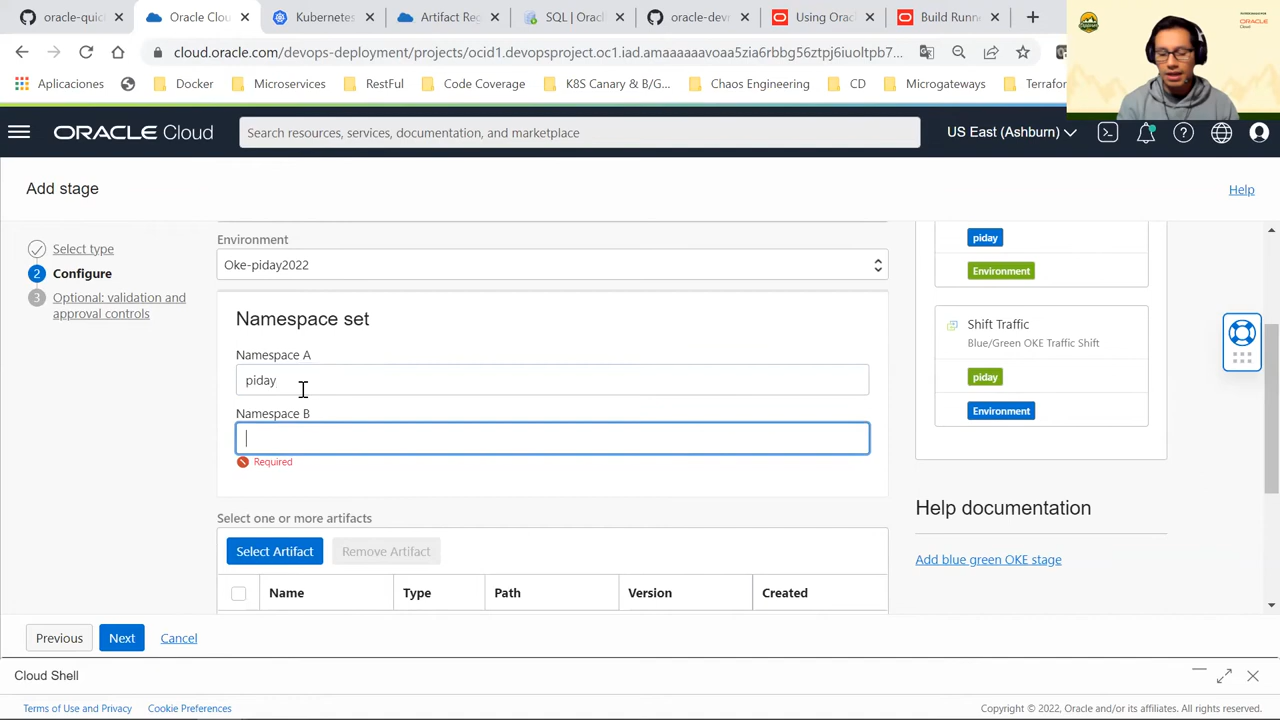 oracle-quic
Oracle Clou
Kubernetes
Artifact Reg
Oracl
oracle-dev
Using Orac
Build Runn
cloud.oracle.com/devops-deployment/projects/ocid1.devopsproject.oc1.iad.amaaaaaavoaa5zia6rbbg56ztpj6iuoltpb7...
Aplicaciones
Docker
Microservices
RestFul
Code Coverage
K8S Canary & B/G...
Chaos Engineering
CD
Microgateways
Terrafor
ORACLE Cloud
Search resources, services, documentation, and marketplace
US East (Ashburn)
Add stage
Help
Select type
2 Configure
3 Optional: validation and
approval controls
Environment
Oke-piday2022
Namespace set
Namespace A
piday
Namespace B
Required
Select one or more artifacts
Select Artifact
Remove Artifact
Name
Type
Path
Version
Created
piday
Environment
Shift Traffic
Blue/Green OKE Traffic Shift
piday
Environment
Help documentation
Add blue green OKE stage
Previous
Next
Cancel
Cloud Shell
Terms of Use and Privacy
Cookie Preferences
Copyright © 2022, Oracle and/or its affiliates. All rights reserved.
ORACLE
Cloud